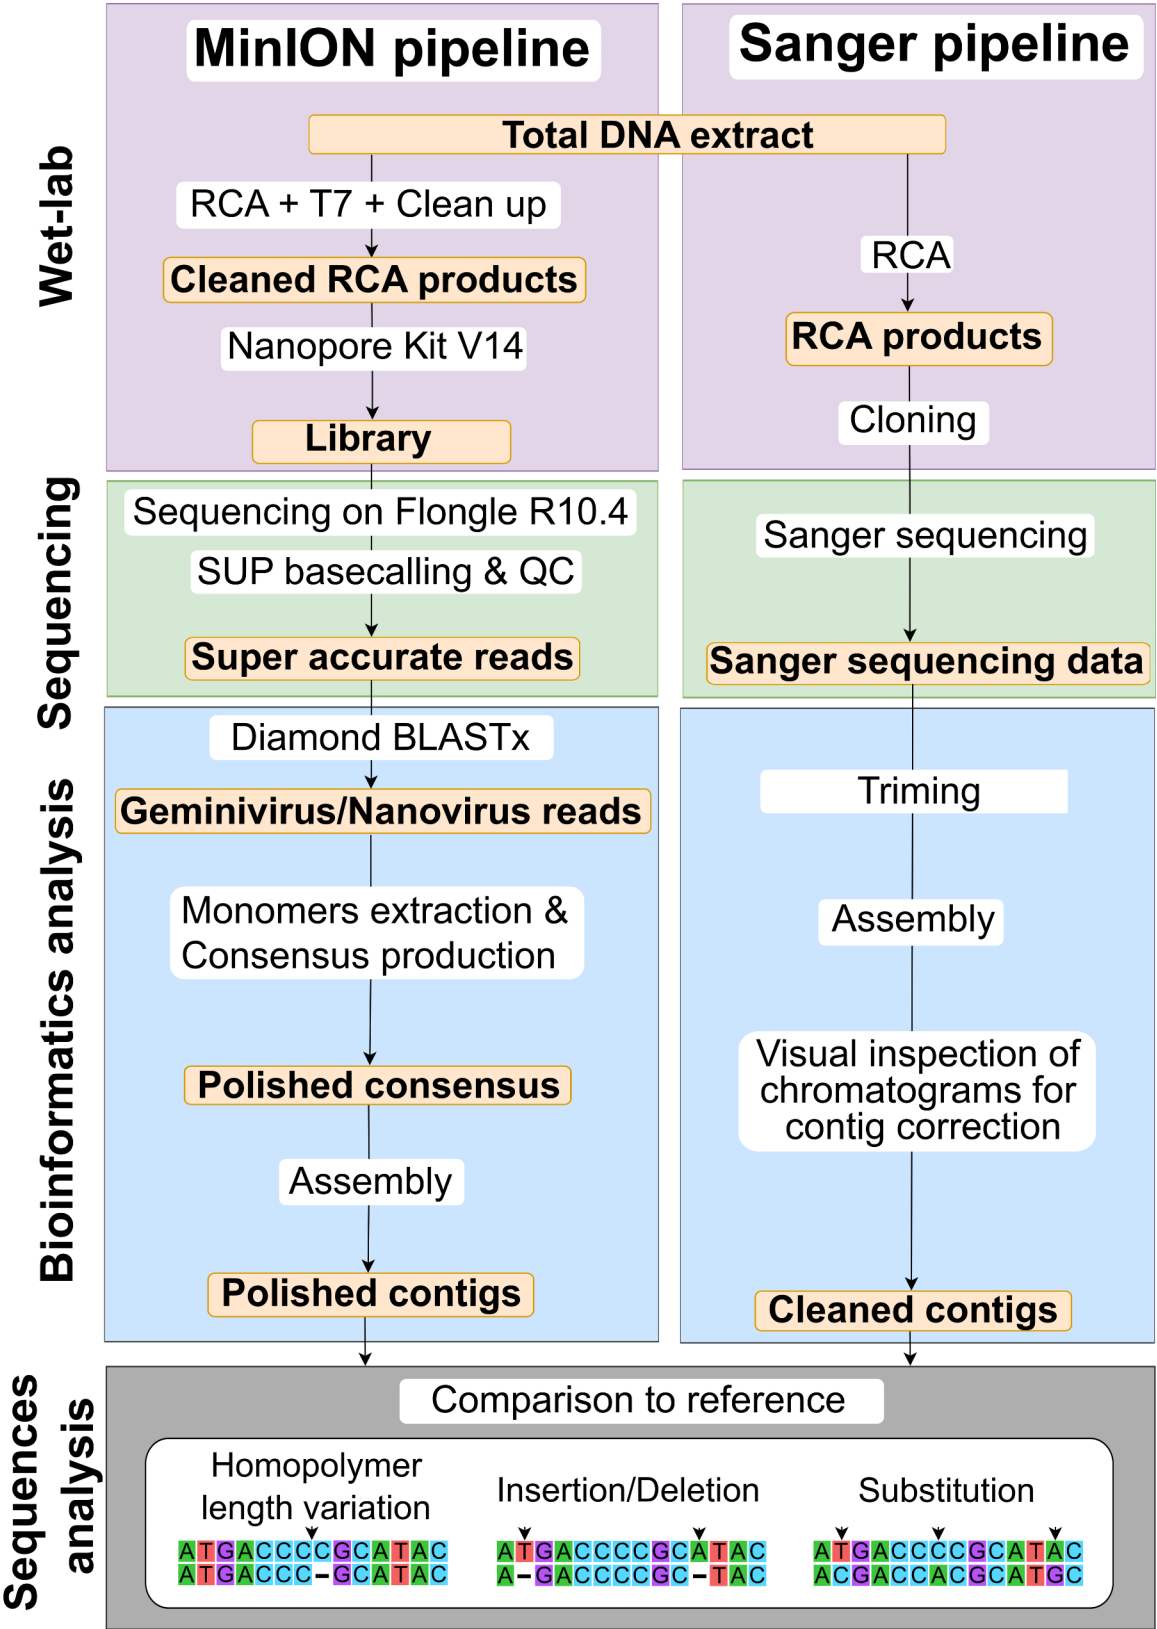 MinION pipeline
Sanger pipeline
Wet-lab
Total DNA extract
RCA + T7 + Clean up
RCA
Cleaned RCA products
RCA products
Nanopore Kit V14
Cloning
Library
Sequencing
Sequencing on Flongle R10.4
Sanger sequencing
SUP basecalling & QC
Super accurate reads
Sanger sequencing data
Bioinformatics analysis
Diamond BLASTx
Triming
Geminivirus/Nanovirus reads
Monomers extraction &
Consensus production
Assembly
Visual inspection of
chromatograms for
contig correction
Polished consensus
Assembly
Polished contigs
Cleaned contigs
Sequences
analysis
Comparison to reference
Homopolymer
length variation
ATGACCCCGCATAC
ATGACCC-GCATAC
Insertion/Deletion
ATGACCCCGCATAC
A-GACCCCGC-TAC
Substitution
ATGACCCCGCATAC
ACGACCACGCATGC